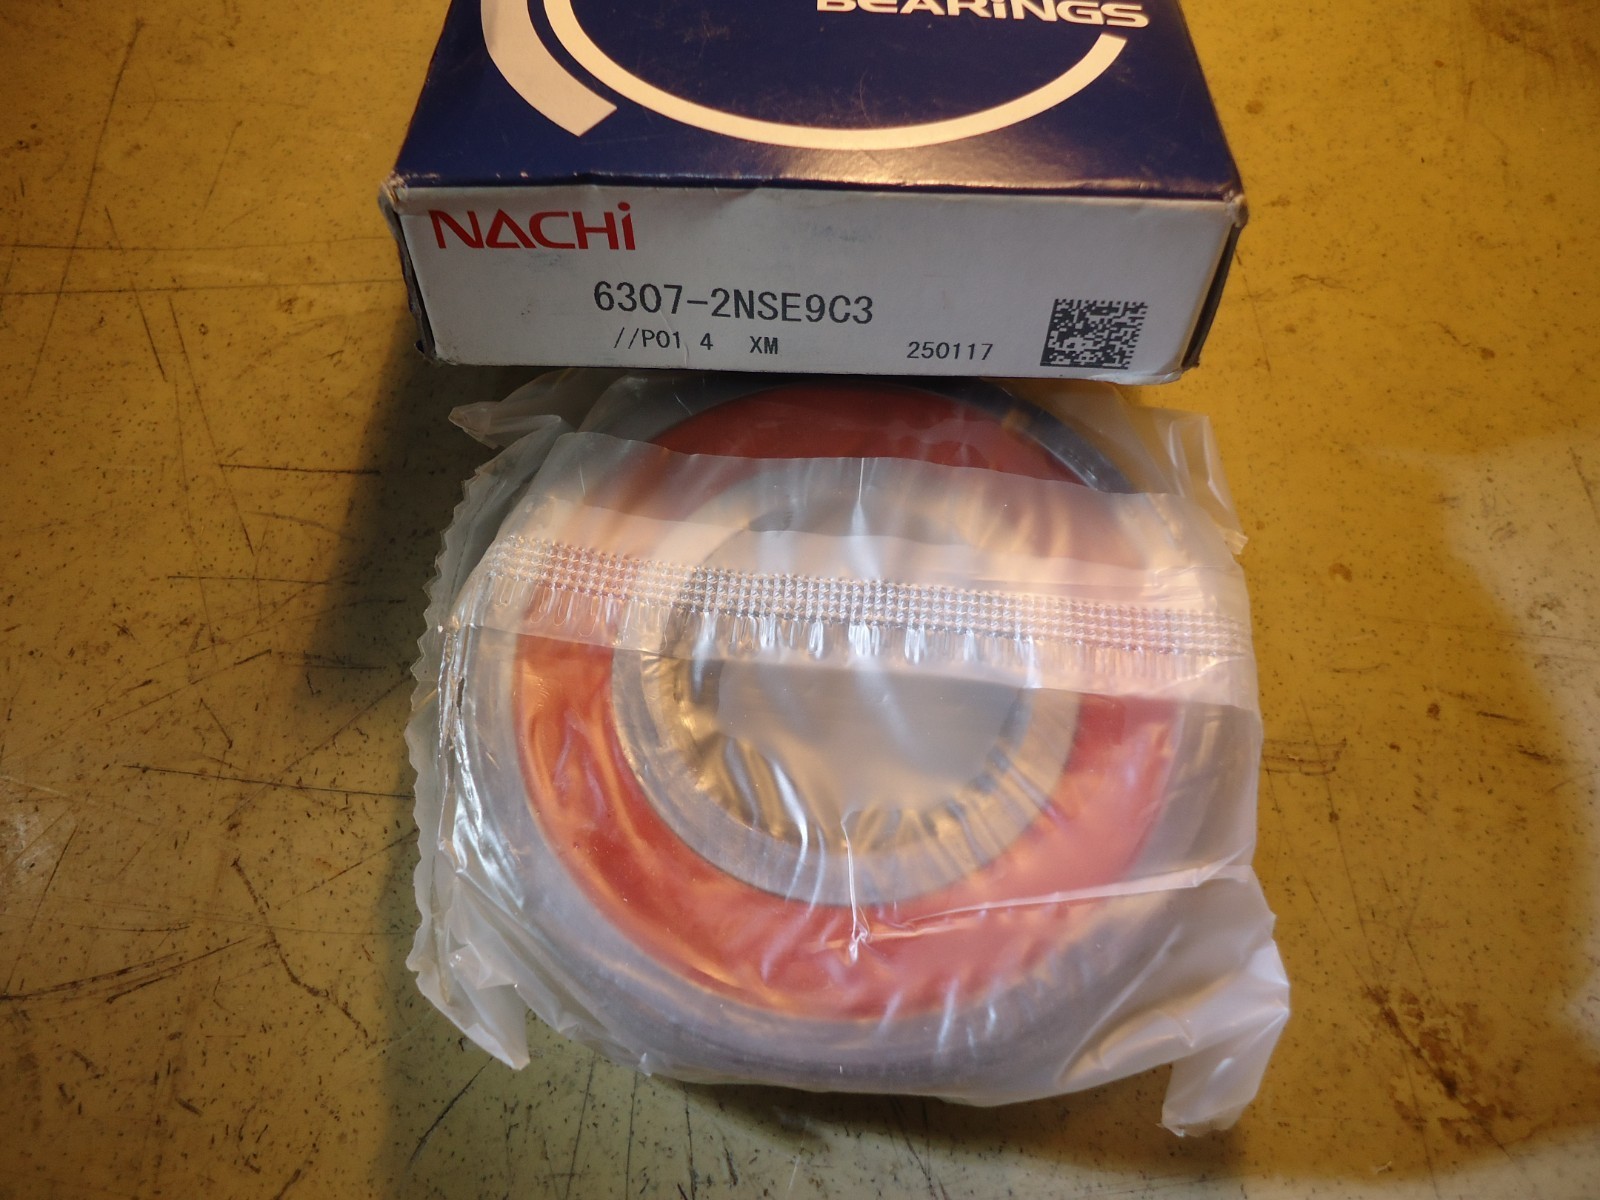 BEARiNGS
NACHi
6307-2NSE9C3
//P01 4 XM 250117